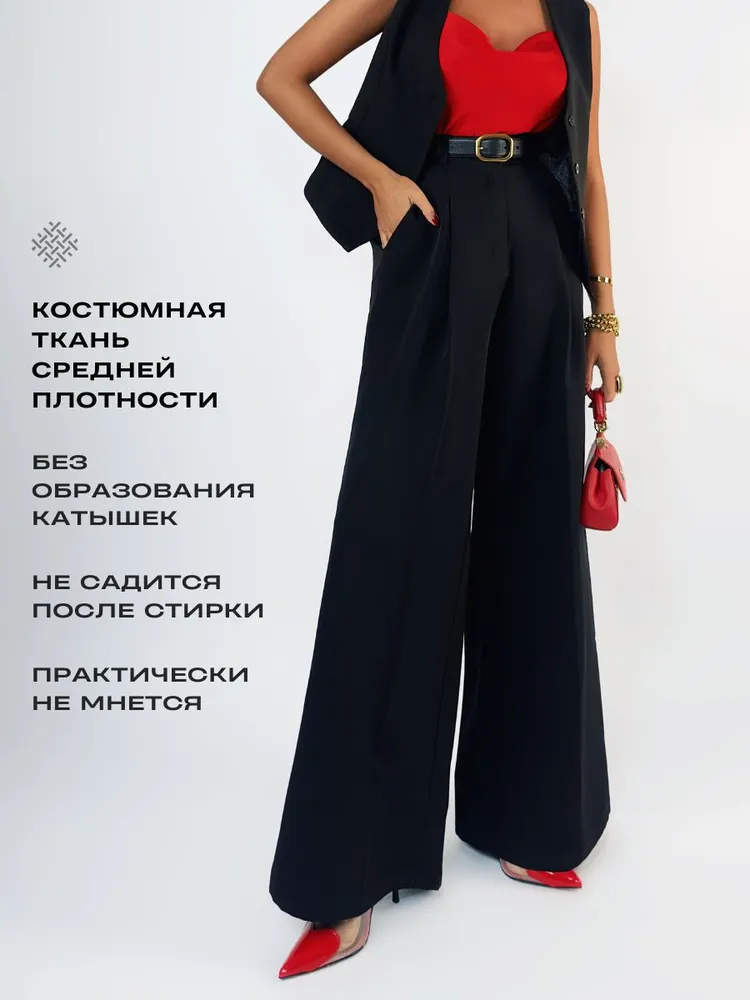 КОСТЮМНАЯ
ТКАНЬ
СРЕДНЕЙ
ПЛОТНОСТИ
БЕЗ
ОБРАЗОВАНИЯ
КАТЫШЕК
НЕ САДИТСЯ
ПОСЛЕ СТИРКИ
ПРАКТИЧЕСКИ
НЕ МНЕТСЯ